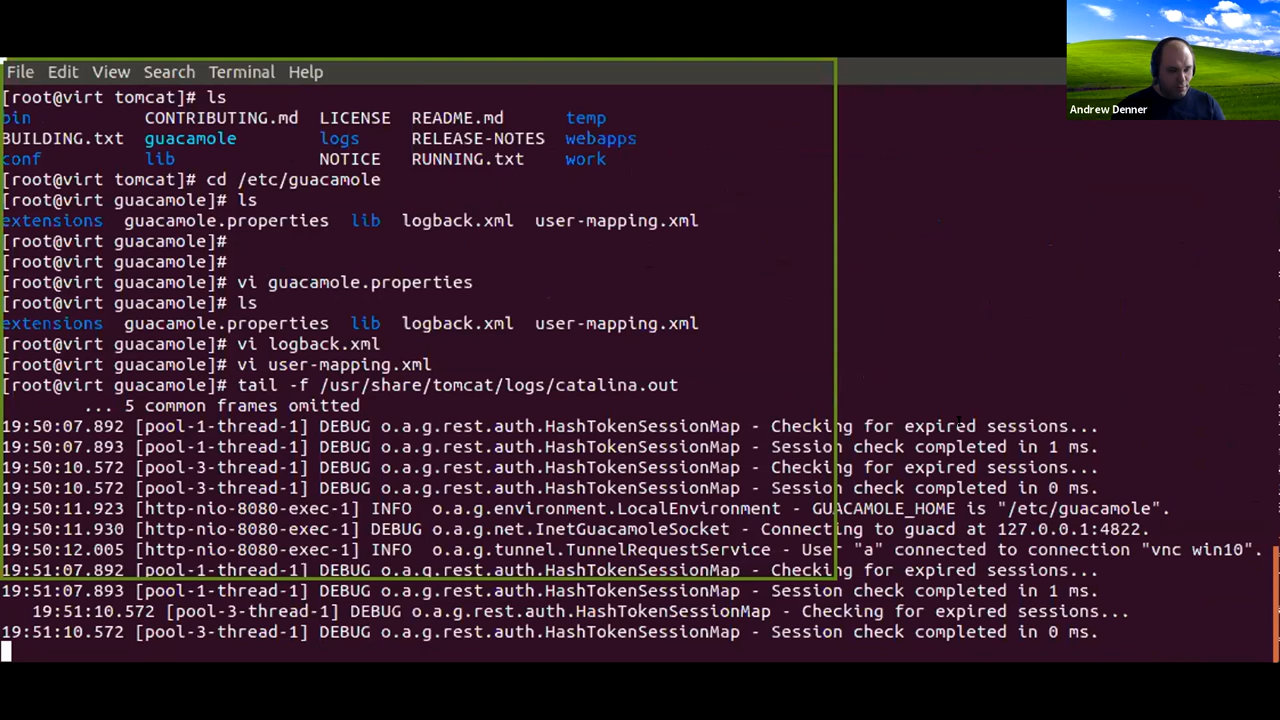 File Edit View Search Terminal Help
Andrew Denner
[root@virt tomcat]# ls
bin CONTRIBUTING.md LICENSE README.md temp
BUILDING.txt guacamole logs RELEASE-NOTES webapps
conf lib NOTICE RUNNING.txt work
[root@virt tomcat]# cd /etc/guacamole
[root@virt guacamole]# ls
extensions guacamole.properties lib logback.xml user-mapping.xml
[root@virt guacamole]#
[root@virt guacamole]#
[root@virt guacamole]# vi guacamole.properties
[root@virt guacamole]# ls
extensions guacamole.properties lib logback.xml user-mapping.xml
[root@virt guacamole]# vi logback.xml
[root@virt guacamole]# vi user-mapping.xml
[root@virt guacamole]# tail -f /usr/share/tomcat/logs/catalina.out
... 5 common frames omitted
19:50:07.892 [pool-1-thread-1] DEBUG o.a.g.rest.auth.HashTokenSessionMap - Checking for expired sessions...
19:50:07.893 [pool-1-thread-1] DEBUG o.a.g.rest.auth.HashTokenSessionMap - Session check completed in 1 ms.
19:50:10.572 [pool-3-thread-1] DEBUG o.a.g.rest.auth.HashTokenSessionMap - Checking for expired sessions...
19:50:10.572 [pool-3-thread-1] DEBUG o.a.g.rest.auth.HashTokenSessionMap - Session check completed in 0 ms.
19:50:11.923 [http-nio-8080-exec-1] INFO o.a.g.environment.LocalEnvironment - GUACAMOLE_HOME is "/etc/guacamole".
19:50:11.930 [http-nio-8080-exec-1] DEBUG o.a.g.net.InetGuacamoleSocket - Connecting to guacd at 127.0.0.1:4822.
19:50:12.005 [http-nio-8080-exec-1] INFO o.a.g.tunnel.TunnelRequestService - User "a" connected to connection "vnc win10".
19:51:07.892 [pool-1-thread-1] DEBUG o.a.g.rest.auth.HashTokenSessionMap - Checking for expired sessions...
19:51:07.893 [pool-1-thread-1] DEBUG o.a.g.rest.auth.HashTokenSessionMap - Session check completed in 1 ms.
19:51:10.572 [pool-3-thread-1] DEBUG o.a.g.rest.auth.HashTokenSessionMap - Checking for expired sessions...
19:51:10.572 [pool-3-thread-1] DEBUG o.a.g.rest.auth.HashTokenSessionMap - Session check completed in 0 ms.